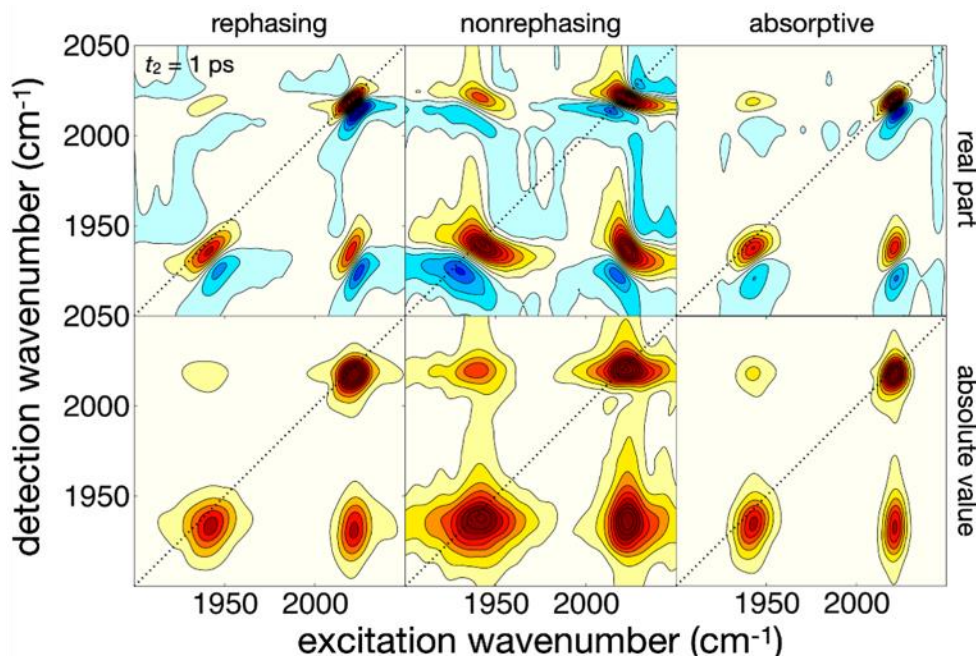 rephasing nonrephasing absorptive
t₂ = 1 ps
2050
2000
1950
2050
2000
1950
detection wavenumber (cm⁻¹)
real part
absolute value
1950 2000 1950 2000 1950 2000
excitation wavenumber (cm⁻¹)